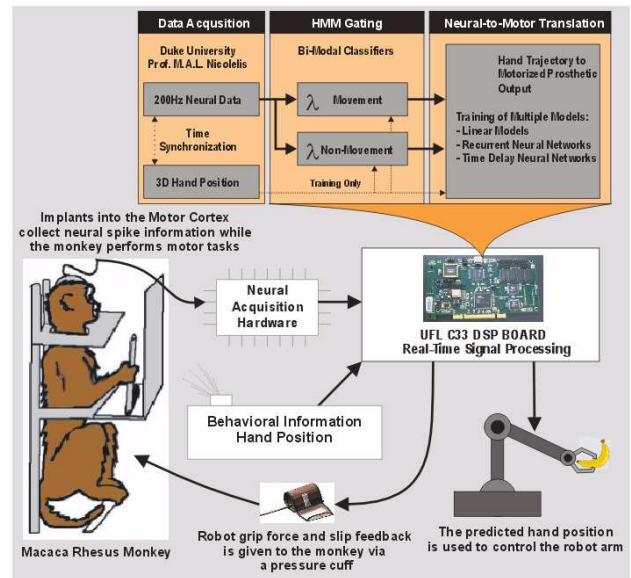 Data Acqusition
HMM Gating
Neural-to-Motor Translation
Duke University
Prof. M.A.L. Nicolelis
200Hz Neural Data
Time
Synchronization
3D Hand Position
Bi-Modal Classifiers
λ Movement
λ Non-Movement
Training Only
Hand Trajectory to
Motorized Prosthetic
Output
Training of Multiple Models:
- Linear Models
- Recurrent Neural Networks
- Time Delay Neural Networks
Implants into the Motor Cortex
collect neural spike information while
the monkey performs motor tasks
Neural
Acquisition
Hardware
UFL C33 DSP BOARD
Real-Time Signal Processing
Behavioral Information
Hand Position
Macaca Rhesus Monkey
Robot grip force and slip feedback
is given to the monkey via
a pressure cuff
The predicted hand position
is used to control the robot arm